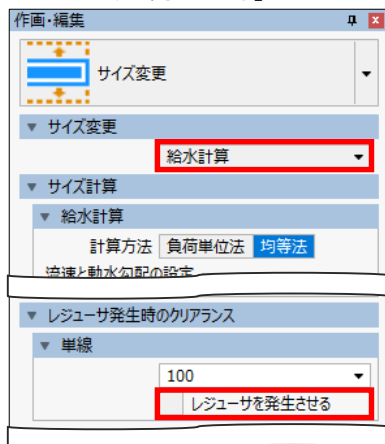 作画・編集
サイズ変更
サイズ変更
給水計算
サイズ計算
給水計算
計算方法 負荷単位法 均等法
流速と動水勾配の設定
レジューサ発生時のクリアランス
単線
100
レジューサを発生させる